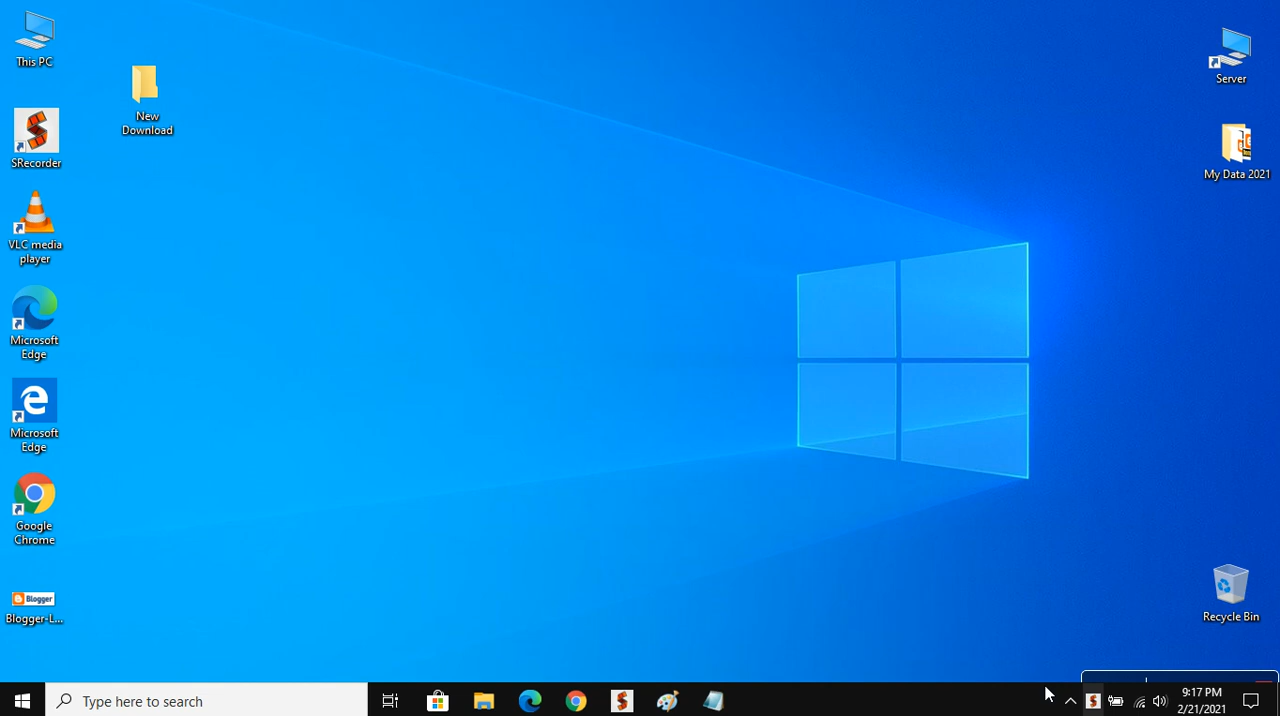 This PC
New
Download
SRecorder
VLC media
player
Microsoft
Edge
Microsoft
Edge
Google
Chrome
Blogger
Blogger-L...
Server
My Data 2021
Recycle Bin
Type here to search
9:17 PM
2/21/2021